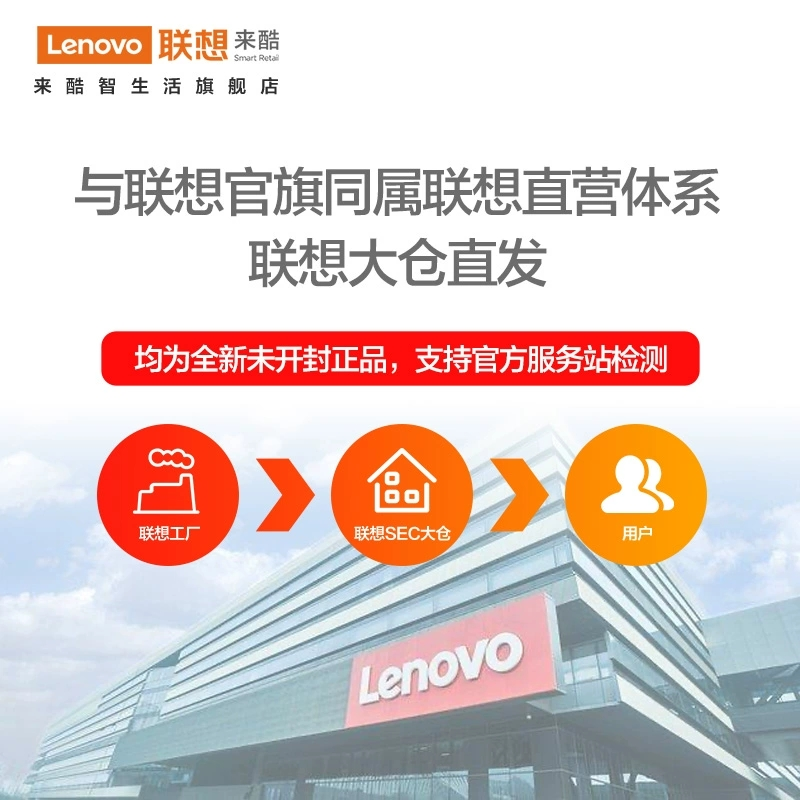 Lenovo 联想 来酷
Smart Retail
来酷智生活旗舰店
与联想官旗同属联想直营体系
联想大仓直发
均为全新未开封正品，支持官方服务站检测
联想工厂
联想SEC大仓
用户
Lenovo